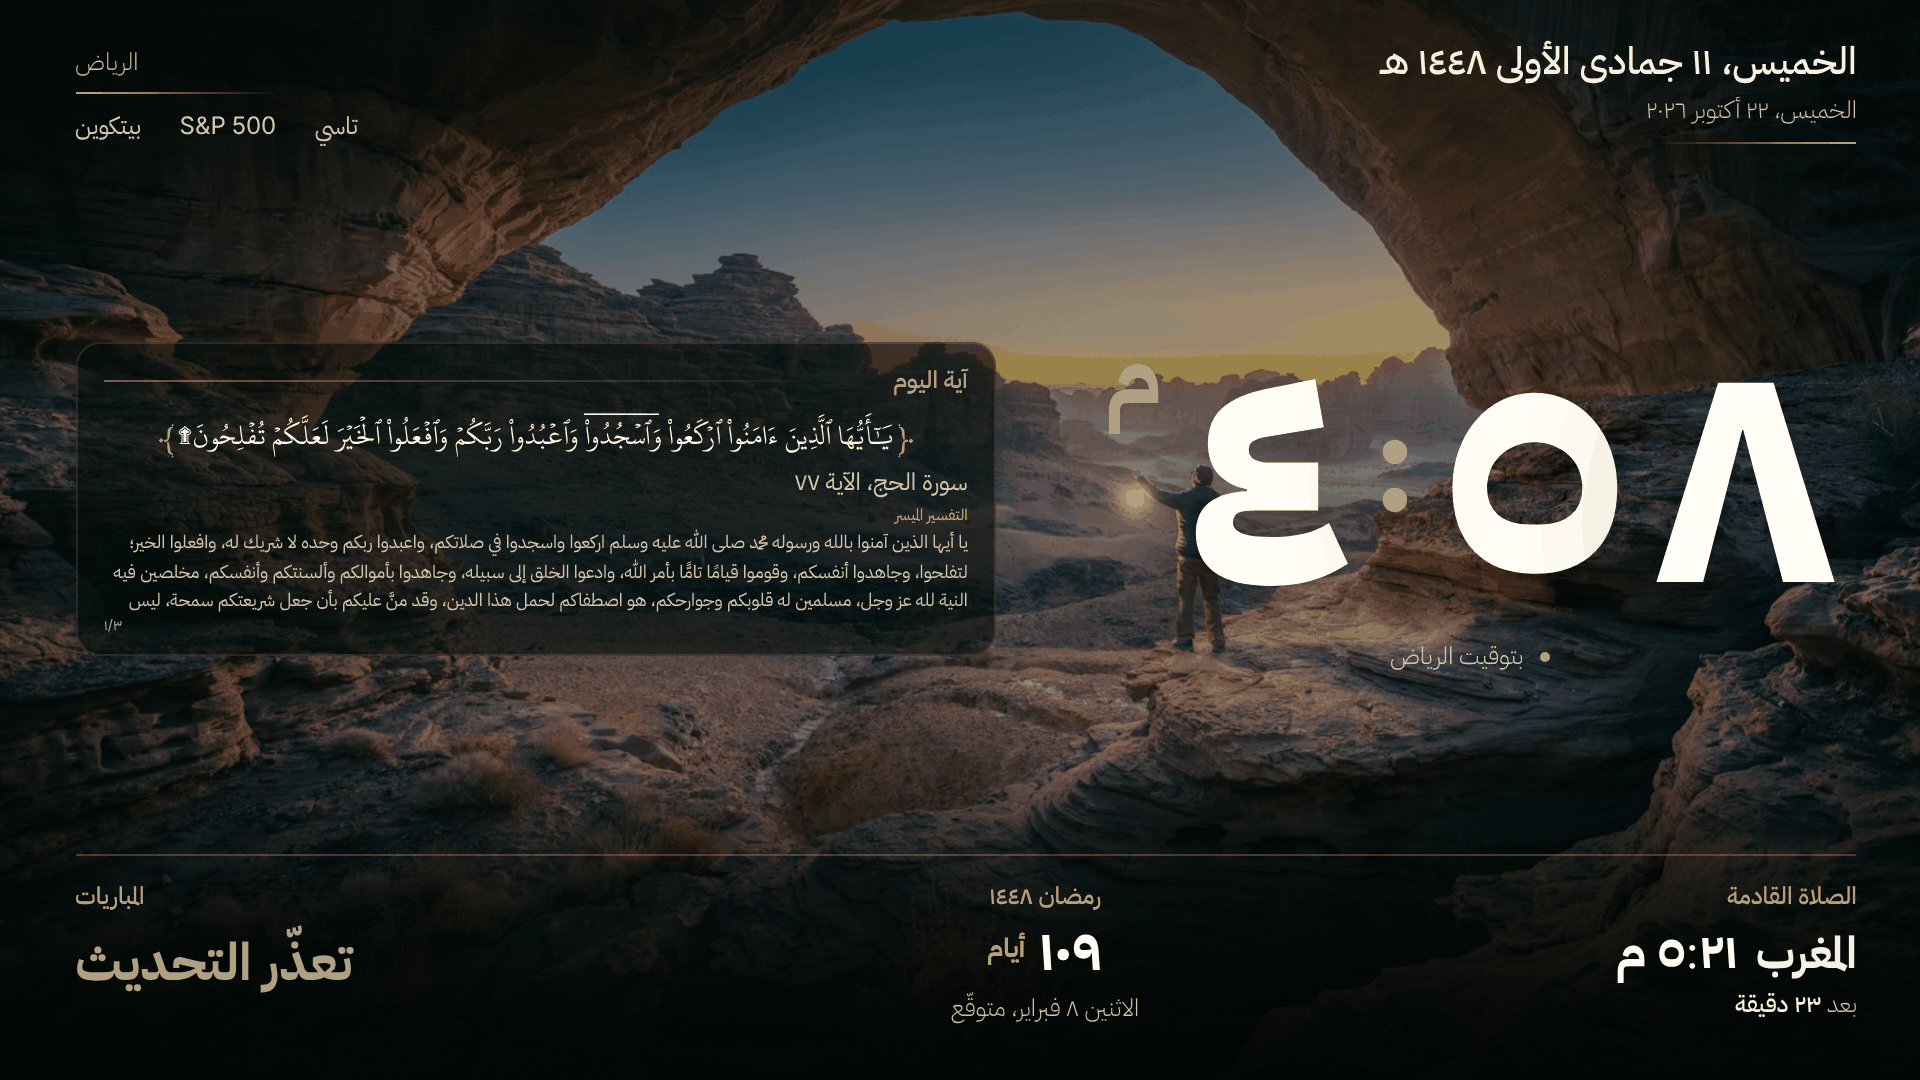 الخميس، ١١ جمادى الأولى ١٤٤٨ هـ
الخميس، ٢٢ أكتوبر ٢٠٢٦
الرياض
تاسي
S&P 500
بيتكوين
٤:٥٨ م
بتوقيت الرياض
آية اليوم
﴿يَـٰٓأَيُّهَا ٱلَّذِينَ ءَامَنُوا۟ ٱرْكَعُوا۟ وَٱسْجُدُوا۟ وَٱعْبُدُوا۟ رَبَّكُمْ وَٱفْعَلُوا۟ ٱلْخَيْرَ لَعَلَّكُمْ تُفْلِحُونَ۩﴾
سورة الحج، الآية ٧٧
التفسير الميسر
يا أيها الذين آمنوا بالله ورسوله محمد صلى الله عليه وسلم اركعوا واسجدوا في صلاتكم، واعبدوا ربكم وحده لا شريك له، وافعلوا الخير؛
لتفلحوا، وجاهدوا أنفسكم، وقوموا قيامًا تامًّا بأمر الله، وادعوا الخلق إلى سبيله، وجاهدوا بأموالكم وألسنتكم وأنفسكم، مخلصين فيه
النية لله عز وجل، مسلمين له قلوبكم وجوارحكم، هو اصطفاكم لحمل هذا الدين، وقد منَّ عليكم بأن جعل شريعتكم سمحة، ليس
١/٣
الصلاة القادمة
المغرب ٥:٢١ م
بعد ٢٣ دقيقة
رمضان ١٤٤٨
١٠٩ أيام
الاثنين ٨ فبراير، متوقّع
المباريات
تعذّر التحديث